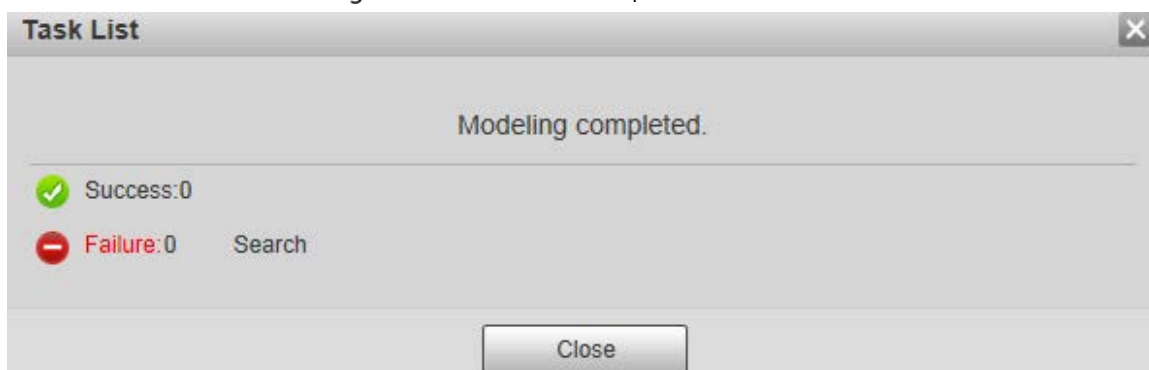 Task List
Modeling completed.
Success:0
Failure:0 Search
Close